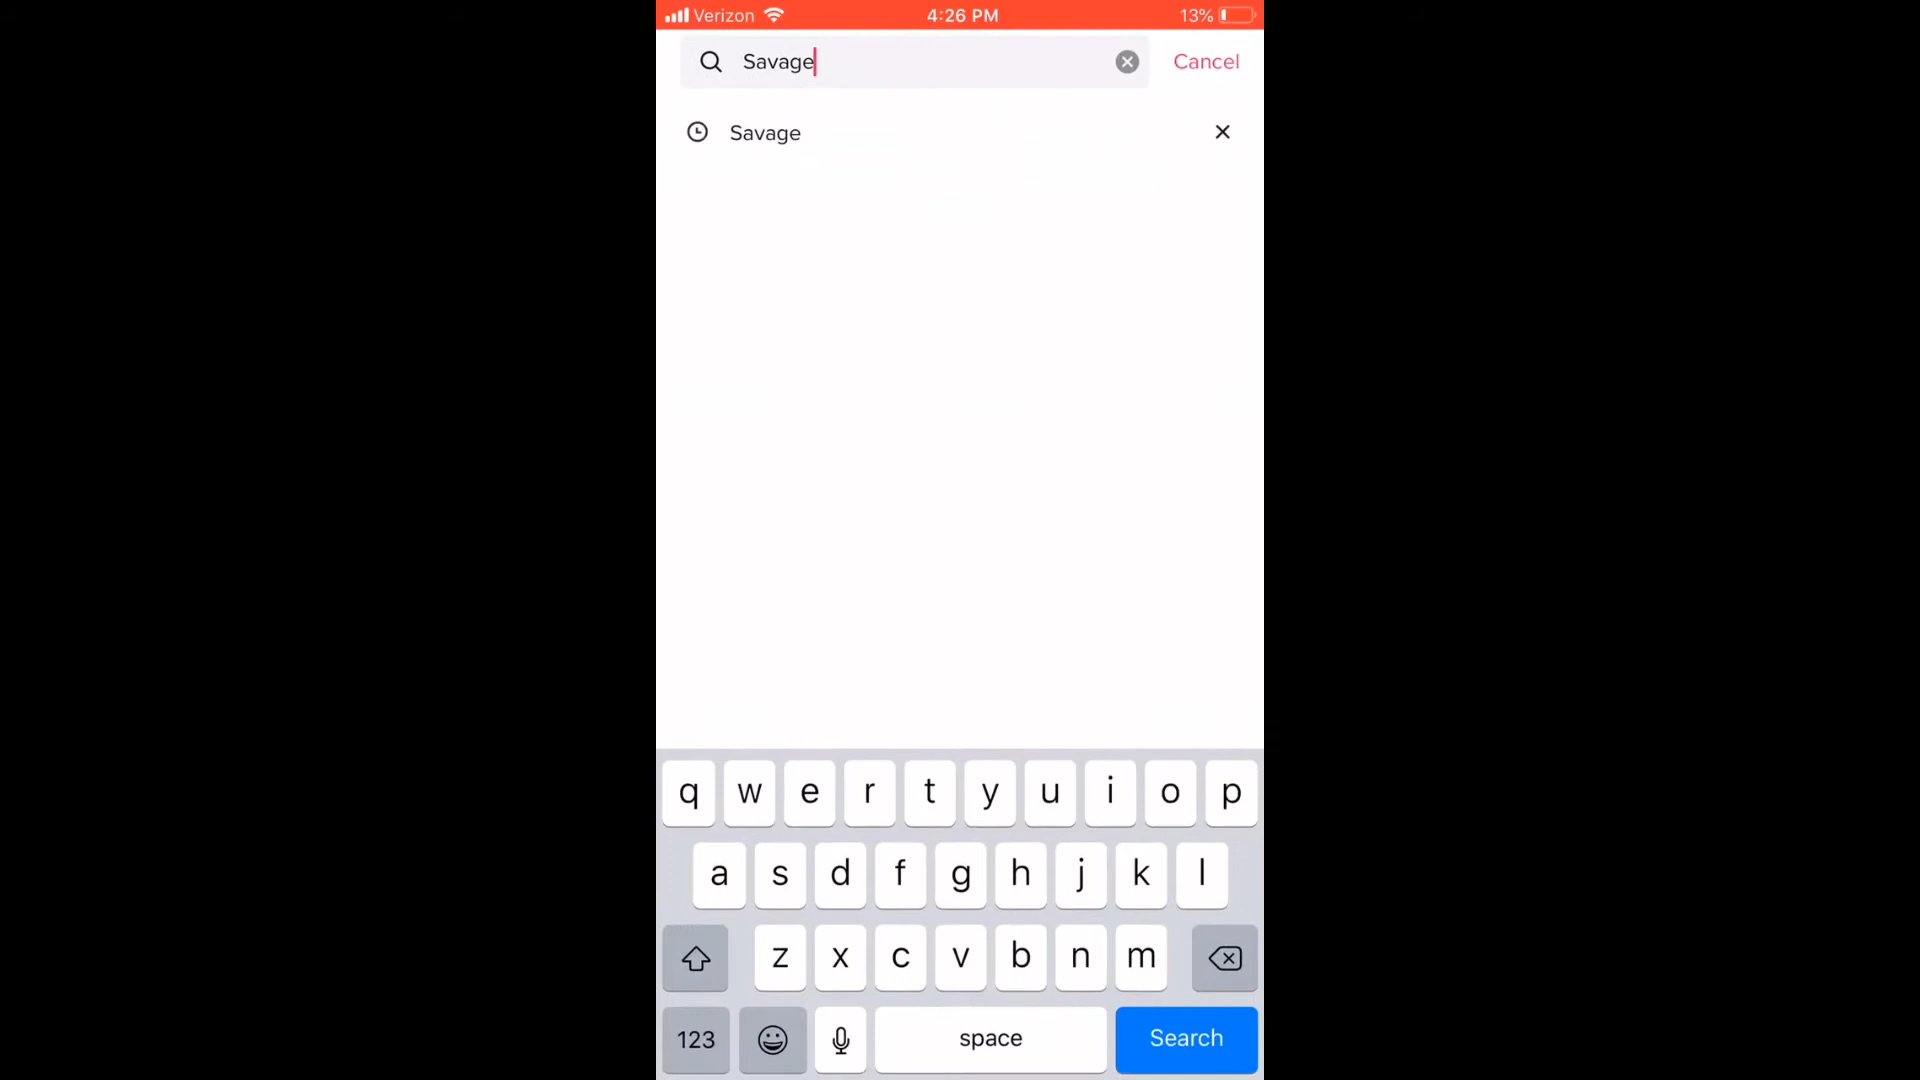 Verizon 4:26 PM 13%
Savage Cancel
Savage
q w e r t y u i o p
a s d f g h j k l
z x c v b n m
123 space Search